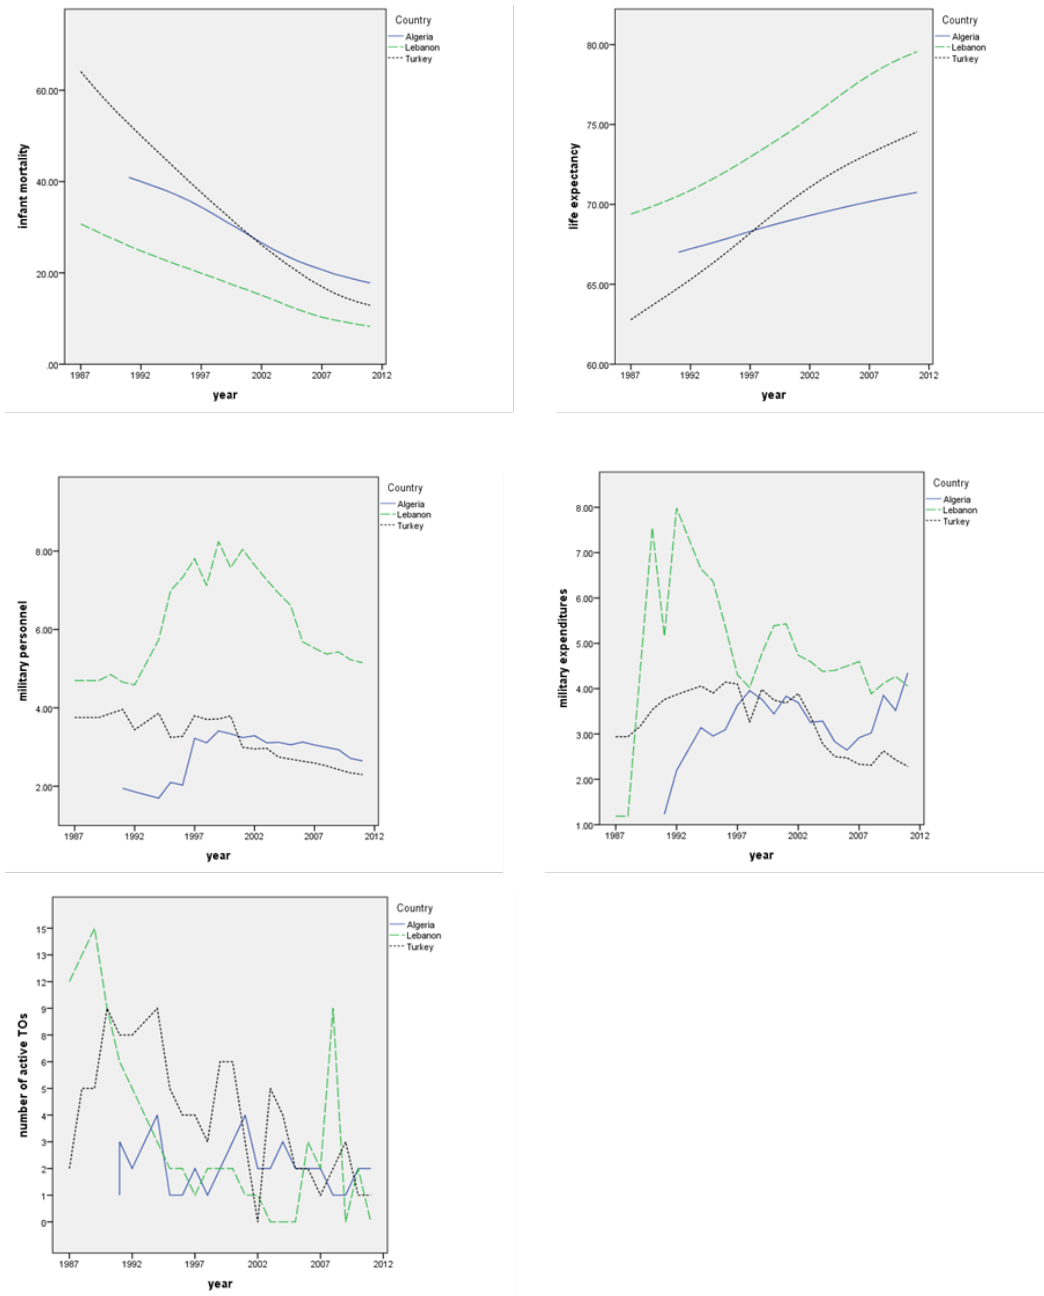 Country
Algeria
Lebanon
Turkey
60.00
40.00
20.00
.00
infant mortality
1987 1992 1997 2002 2007 2012
year
Country
Algeria
Lebanon
Turkey
80.00
75.00
70.00
65.00
60.00
life expectancy
1987 1992 1997 2002 2007 2012
year
Country
Algeria
Lebanon
Turkey
8.00
6.00
4.00
2.00
military personnel
1987 1992 1997 2002 2007 2012
year
Country
Algeria
Lebanon
Turkey
8.00
7.00
6.00
5.00
4.00
3.00
2.00
1.00
military expenditures
1987 1992 1997 2002 2007 2012
year
Country
Algeria
Lebanon
Turkey
15
13
12
9
8
6
5
4
3
2
1
0
number of active TOs
1987 1992 1997 2002 2007 2012
year